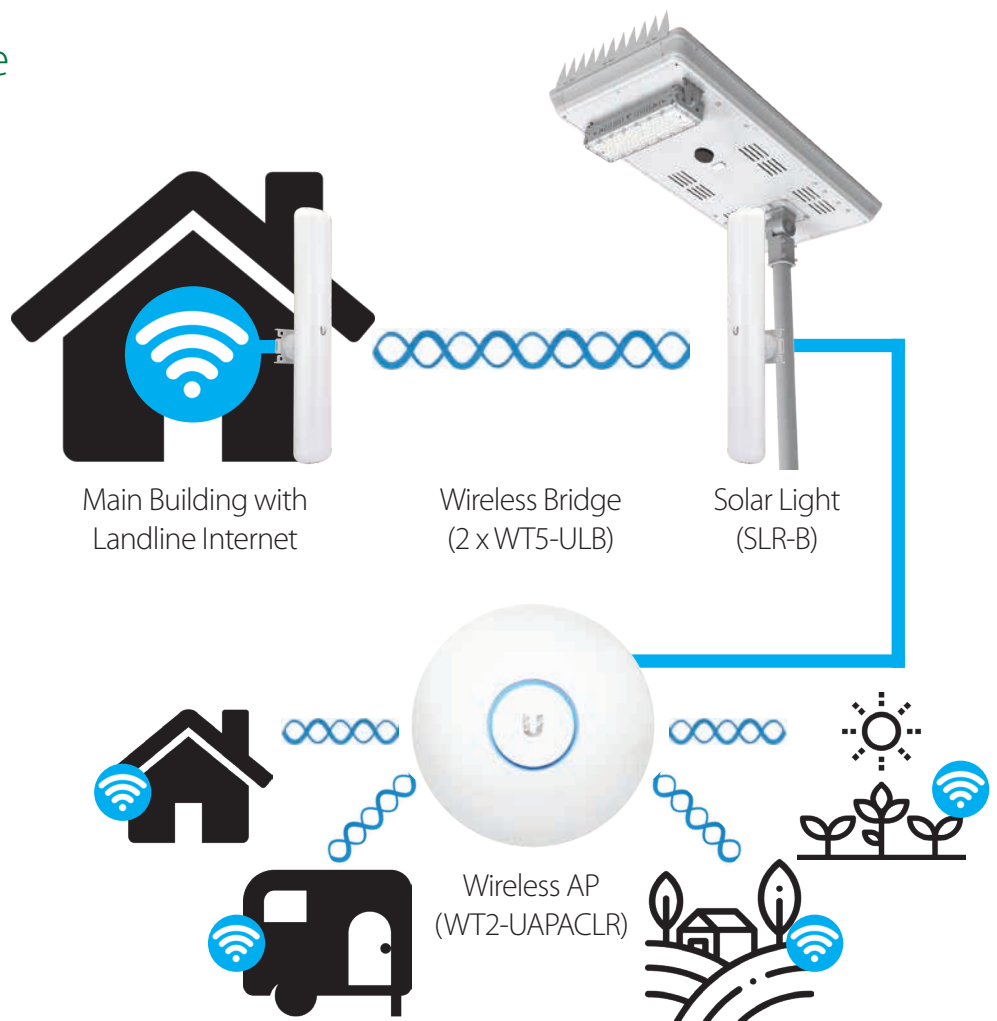 e
Main Building with
Landline Internet
Wireless Bridge
(2 x WT5-ULB)
Solar Light
(SLR-B)
Wireless AP
(WT2-UAPACLR)